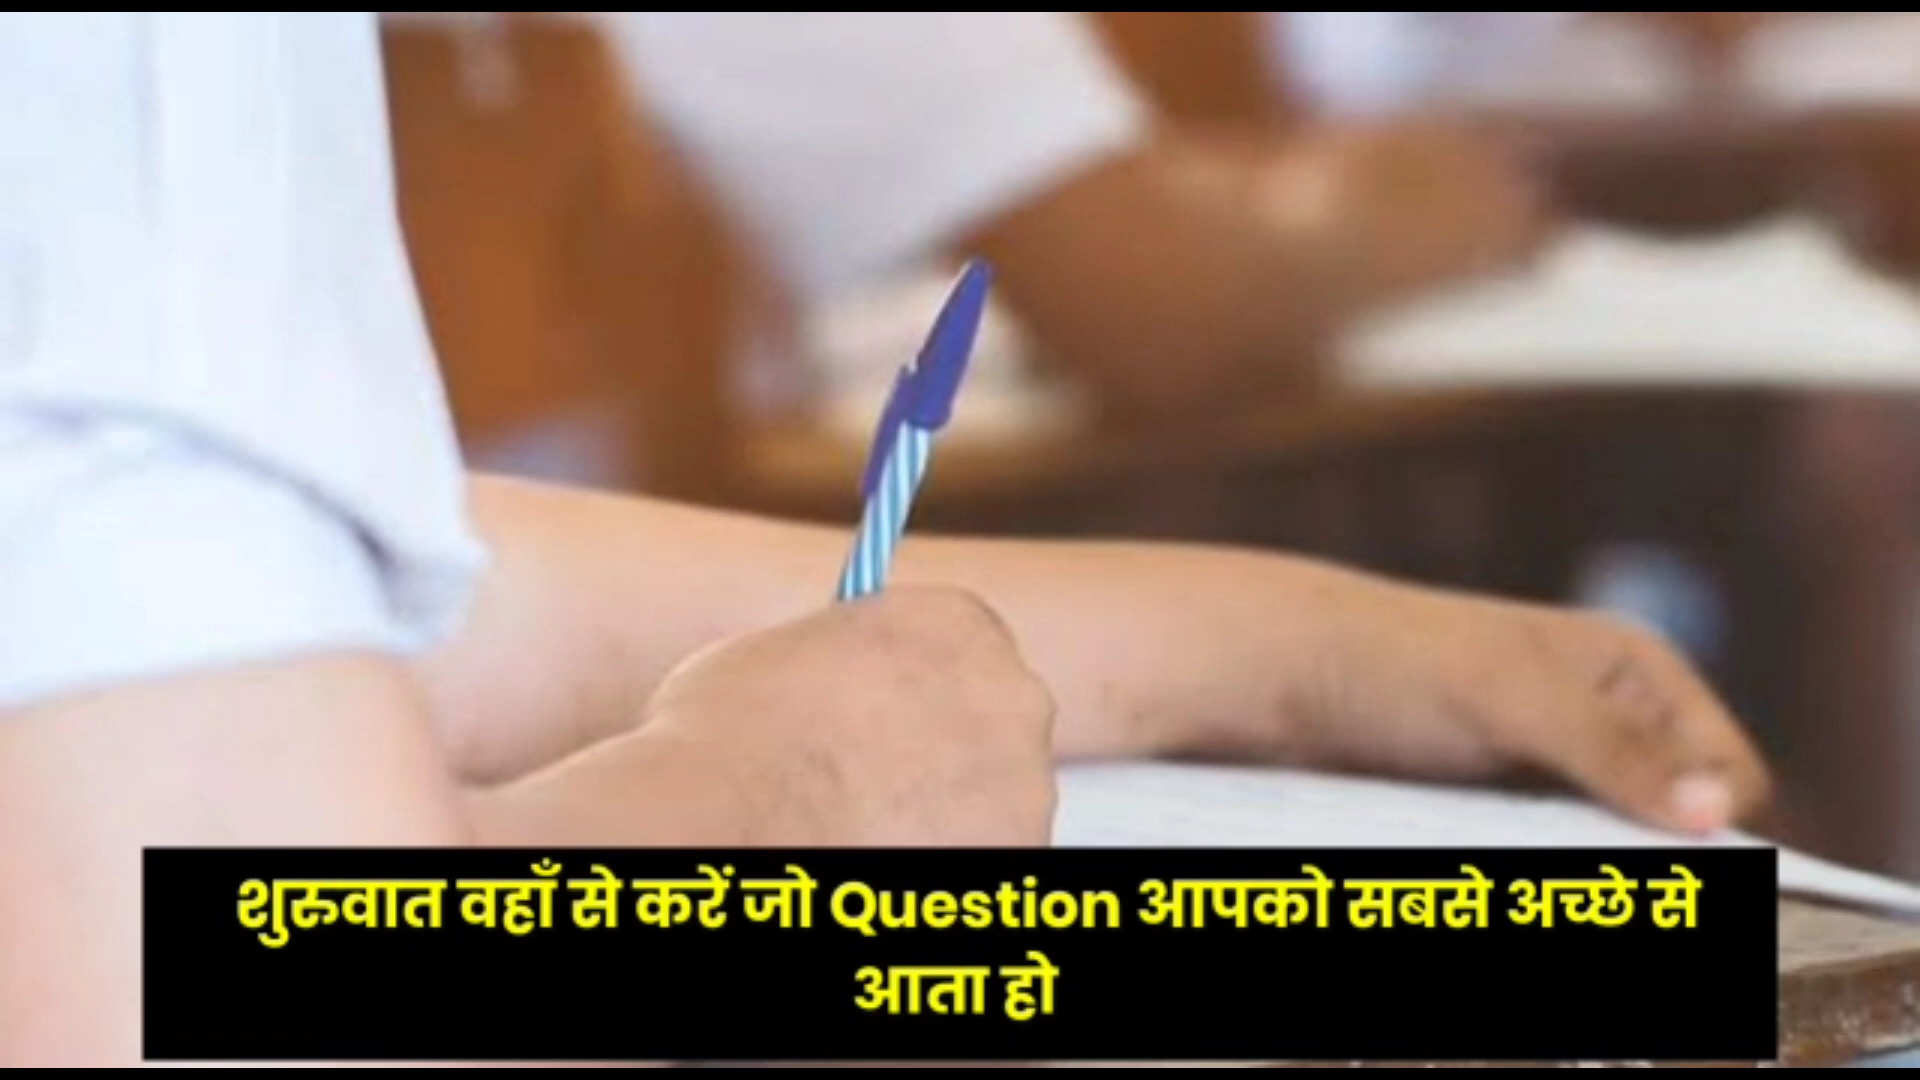 शुरुवात वहाँ से करें जो Question आपको सबसे अच्छे से
आता हो